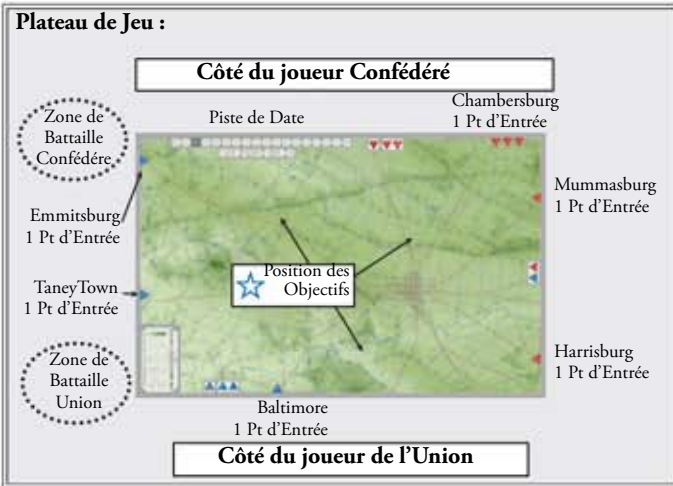 Plateau de Jeu :
Côté du joueur Confédéré
Zone de
Battaille
Confédére
Piste de Date
Chambersburg
1 Pt d’Entrée
Emmitsburg
1 Pt d’Entrée
Mummasburg
1 Pt d’Entrée
Position des
Objectifs
TaneyTown
1 Pt d’Entrée
Zone de
Battaille
Union
Harrisburg
1 Pt d’Entrée
Baltimore
1 Pt d’Entrée
Côté du joueur de l’Union